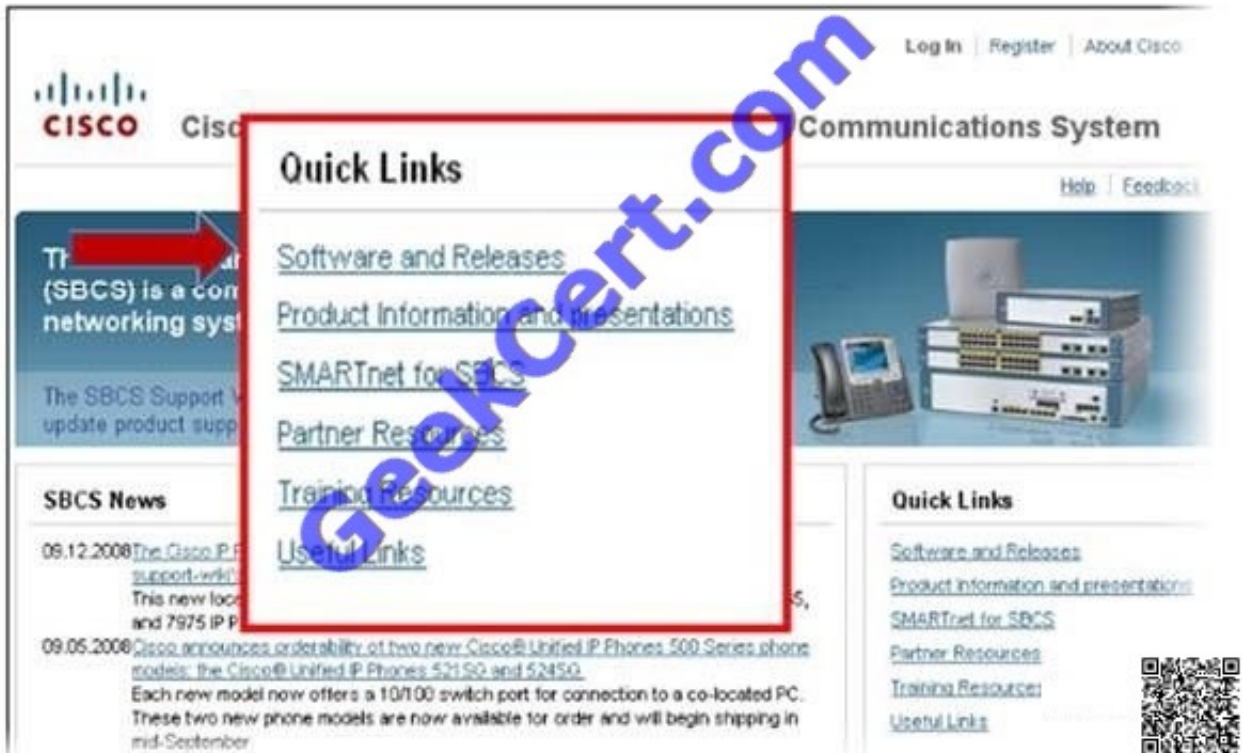 Log In | Register | About Cisco
CISCO
Cisc
Communications System
Help | Feedback
Quick Links
Software and Releases
Product Information and presentations
SMARTnet for SBCS
Partner Resources
Training Resources
Useful Links
GeekCert.com
(SBCS) is a com
networking syst
The SBCS Support
update product supp
SBCS News
09.12.2008 The Cisco IP P
support-wiki's
This new loc
5,
and 7975 IP P
09.05.2008 Cisco announces orderability of two new Cisco® Unified IP Phones 500 Series phone
models: the Cisco® Unified IP Phones 521SG and 524SG.
Each new model now offers a 10/100 switch port for connection to a co-located PC.
These two new phone models are now available for order and will begin shipping in
mid-September
Quick Links
Software and Releases
Product Information and presentations
SMARTnet for SBCS
Partner Resources
Training Resources
Useful Links